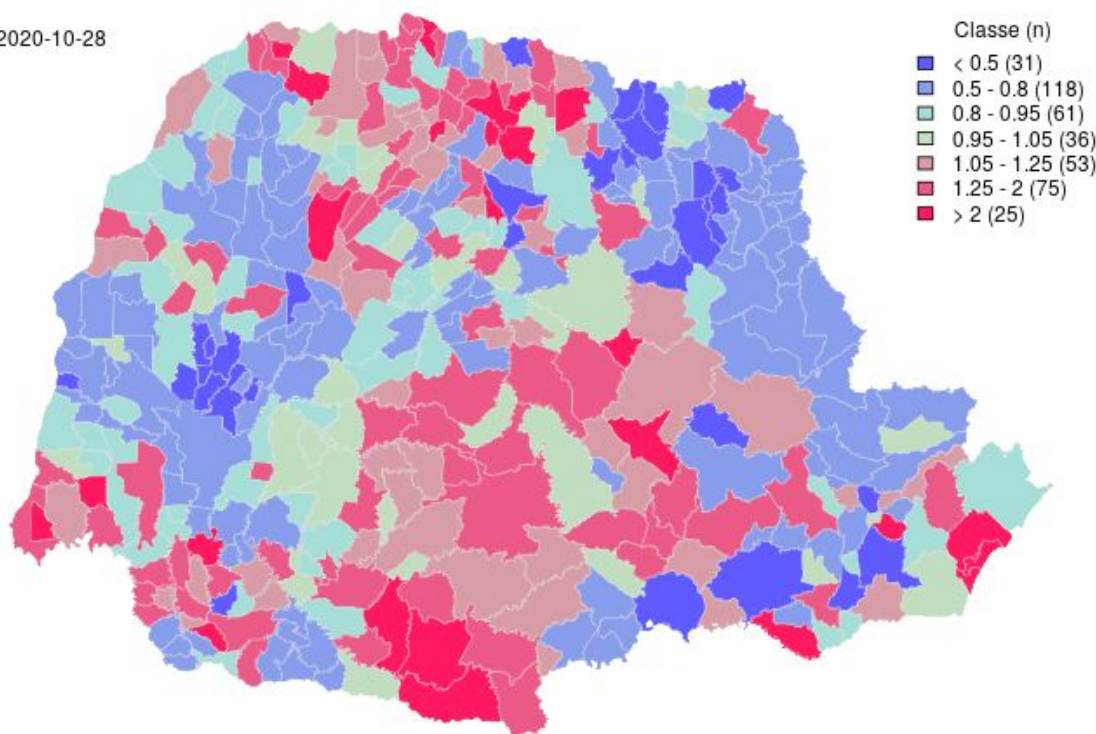 2020-10-28
Classe (n)
< 0.5 (31)
0.5 - 0.8 (118)
0.8 - 0.95 (61)
0.95 - 1.05 (36)
1.05 - 1.25 (53)
1.25 - 2 (75)
> 2 (25)